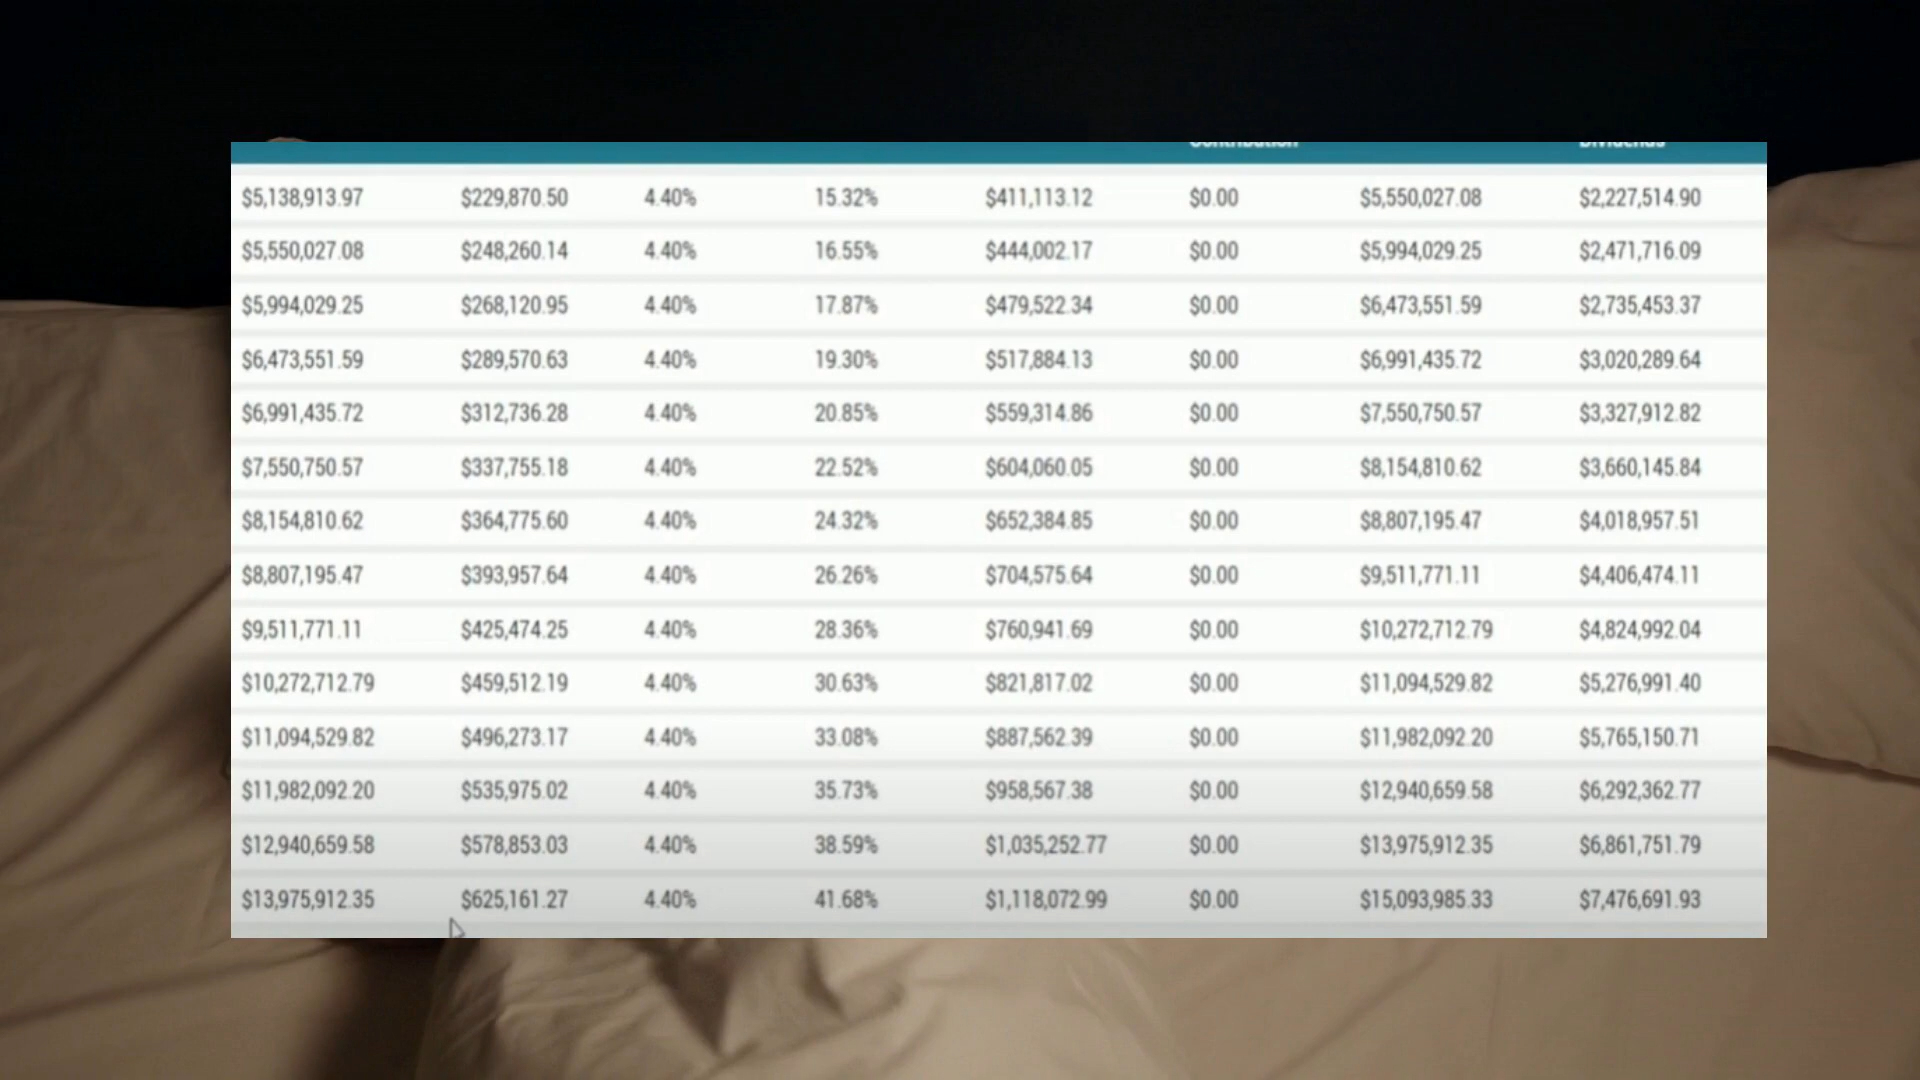 Contribution Dividends
$5,138,913.97 $229,870.50 4.40% 15.32% $411,113.12 $0.00 $5,550,027.08 $2,227,514.90
$5,550,027.08 $248,260.14 4.40% 16.55% $444,002.17 $0.00 $5,994,029.25 $2,471,716.09
$5,994,029.25 $268,120.95 4.40% 17.87% $479,522.34 $0.00 $6,473,551.59 $2,735,453.37
$6,473,551.59 $289,570.63 4.40% 19.30% $517,884.13 $0.00 $6,991,435.72 $3,020,289.64
$6,991,435.72 $312,736.28 4.40% 20.85% $559,314.86 $0.00 $7,550,750.57 $3,327,912.82
$7,550,750.57 $337,755.18 4.40% 22.52% $604,060.05 $0.00 $8,154,810.62 $3,660,145.84
$8,154,810.62 $364,775.60 4.40% 24.32% $652,384.85 $0.00 $8,807,195.47 $4,018,957.51
$8,807,195.47 $393,957.64 4.40% 26.26% $704,575.64 $0.00 $9,511,771.11 $4,406,474.11
$9,511,771.11 $425,474.25 4.40% 28.36% $760,941.69 $0.00 $10,272,712.79 $4,824,992.04
$10,272,712.79 $459,512.19 4.40% 30.63% $821,817.02 $0.00 $11,094,529.82 $5,276,991.40
$11,094,529.82 $496,273.17 4.40% 33.08% $887,562.39 $0.00 $11,982,092.20 $5,765,150.71
$11,982,092.20 $535,975.02 4.40% 35.73% $958,567.38 $0.00 $12,940,659.58 $6,292,362.77
$12,940,659.58 $578,853.03 4.40% 38.59% $1,035,252.77 $0.00 $13,975,912.35 $6,861,751.79
$13,975,912.35 $625,161.27 4.40% 41.68% $1,118,072.99 $0.00 $15,093,985.33 $7,476,691.93